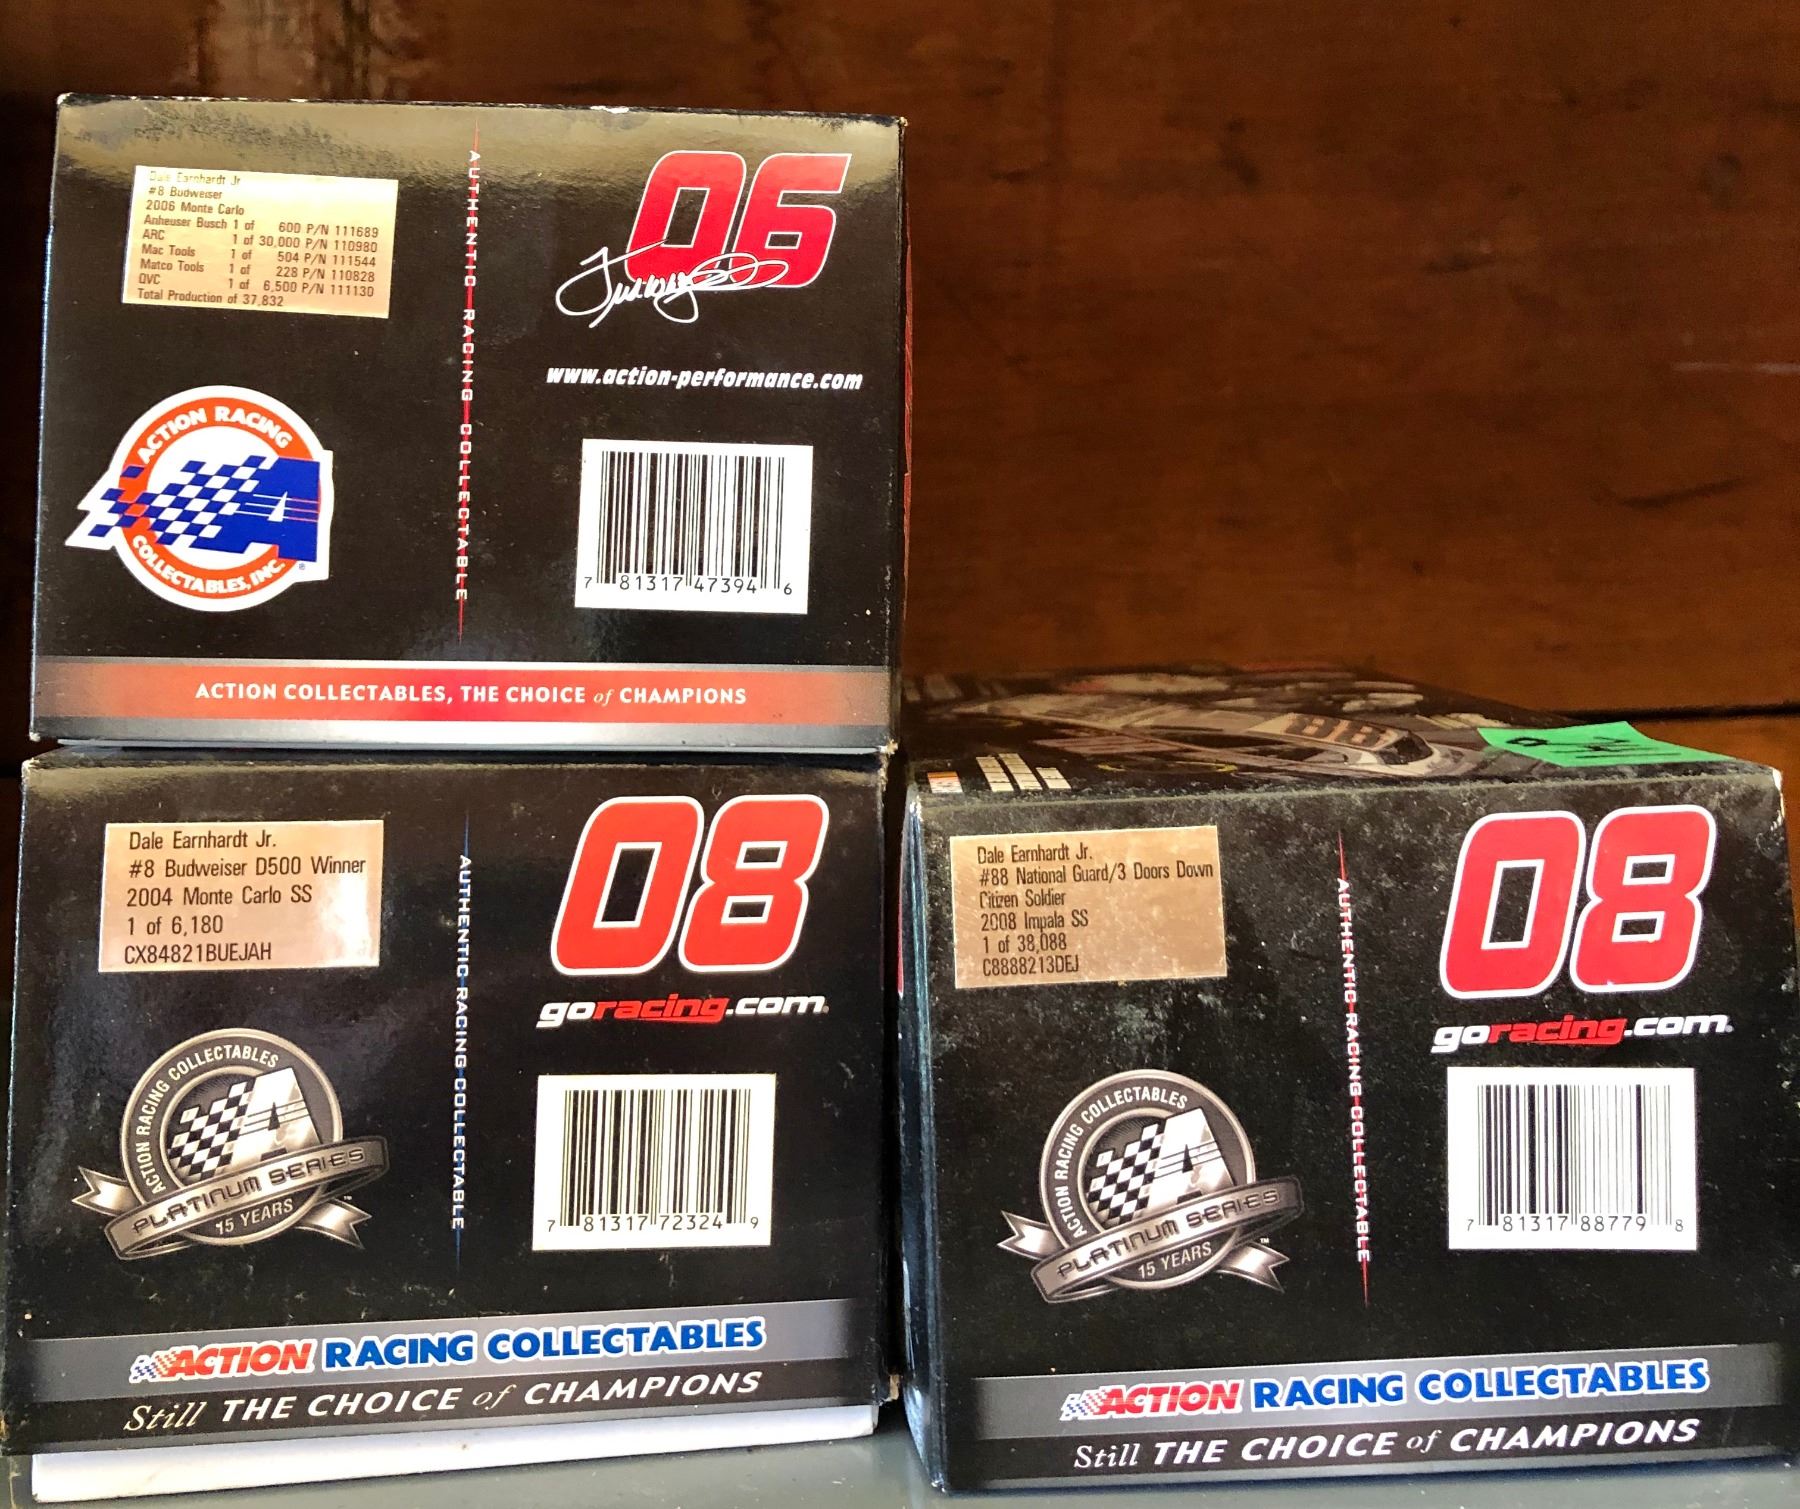 Dale Earnhardt Jr
#8 Budweiser
2006 Monte Carlo
Anheuser Busch 1 of 600 P/N 111689
ARC 1 of 30,000 P/N 110980
Mac Tools 1 of 504 P/N 111544
Matco Tools 1 of 228 P/N 110828
QVC 1 of 6,500 P/N 111130
Total Production of 37,832
AUTHENTIC RACING COLLECTABLE
06
www.action-performance.com
ACTION RACING
COLLECTABLES, INC.
7 81317 47394 6
ACTION COLLECTABLES, THE CHOICE of CHAMPIONS
Dale Earnhardt Jr.
#8 Budweiser D500 Winner
2004 Monte Carlo SS
1 of 6,180
CX84821BUEJAH
AUTHENTIC RACING COLLECTABLE
08
goracing.com
ACTION RACING COLLECTABLES
PLATINUM SERIES
15 YEARS
7 81317 72324 9
ACTION RACING COLLECTABLES
Still THE CHOICE of CHAMPIONS
88
Dale Earnhardt Jr.
#88 National Guard/3 Doors Down
Citizen Soldier
2008 Impala SS
1 of 38,088
C8888213DEJ
AUTHENTIC RACING COLLECTABLE
08
goracing.com
ACTION RACING COLLECTABLES
PLATINUM SERIES
15 YEARS
7 81317 88779 8
ACTION RACING COLLECTABLES
Still THE CHOICE of CHAMPIONS